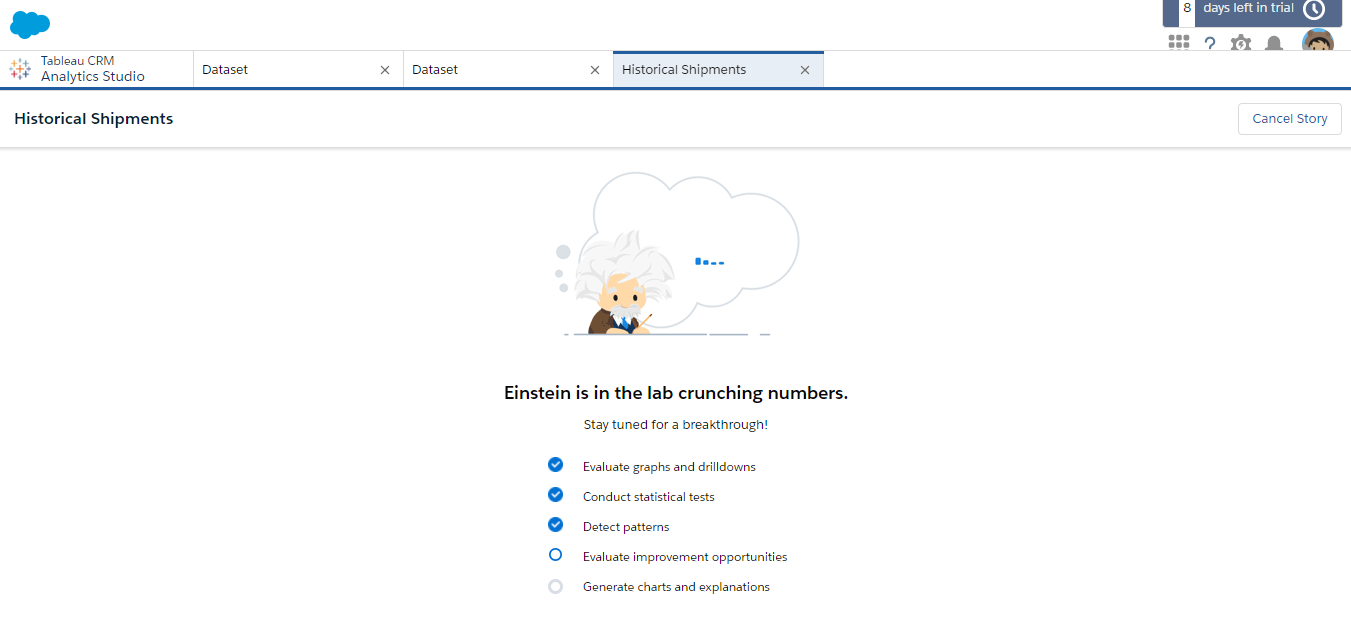 8 days left in trial
Tableau CRM
Analytics Studio
Dataset
Dataset
Historical Shipments
Historical Shipments
Cancel Story
Einstein is in the lab crunching numbers.
Stay tuned for a breakthrough!
Evaluate graphs and drilldowns
Conduct statistical tests
Detect patterns
Evaluate improvement opportunities
Generate charts and explanations